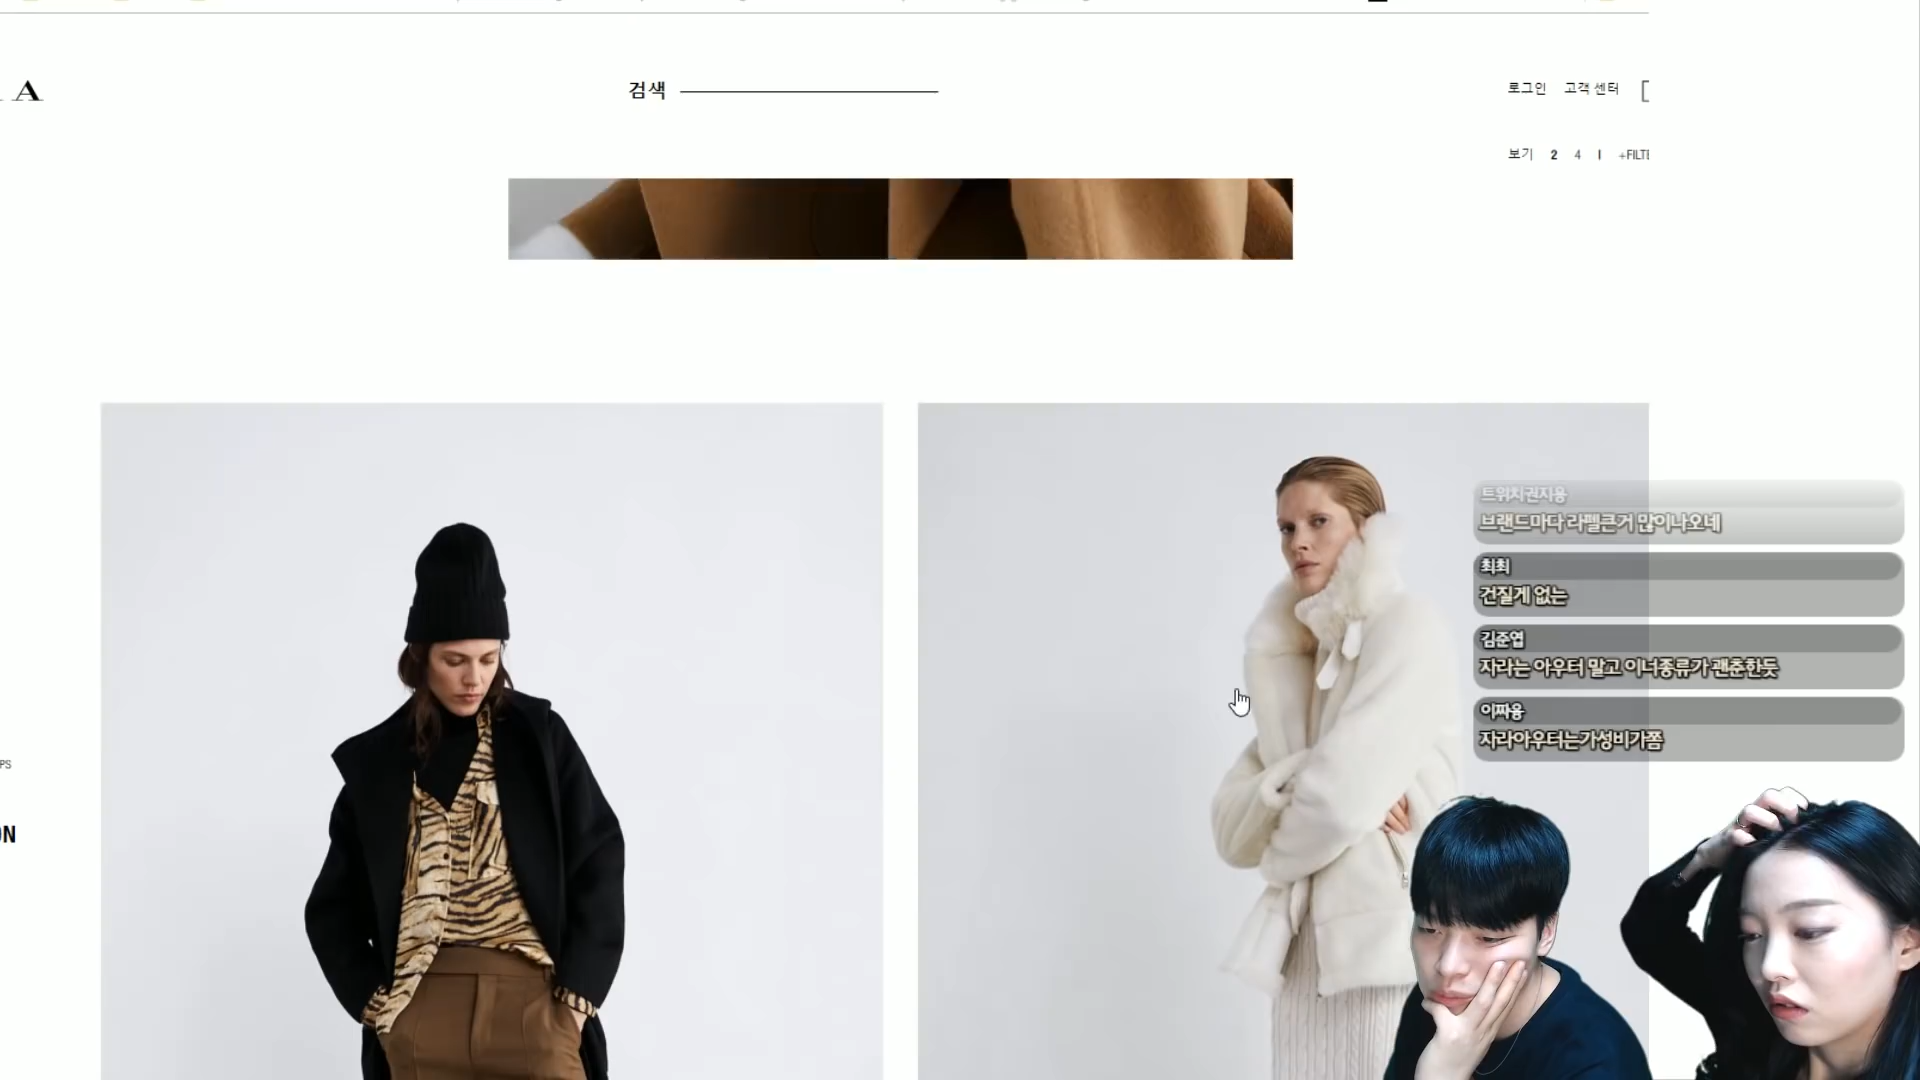 A
검색
로그인 고객 센터
보기 2 4 | +FILTE
트위치권지용
브랜드마다 라펠큰거 많이나오네
최최
건질게 없는
김준엽
자라는 아우터 말고 이너종류가 괜춘한듯
이짜융
자라아우터는가성비가쫌
PS
ON